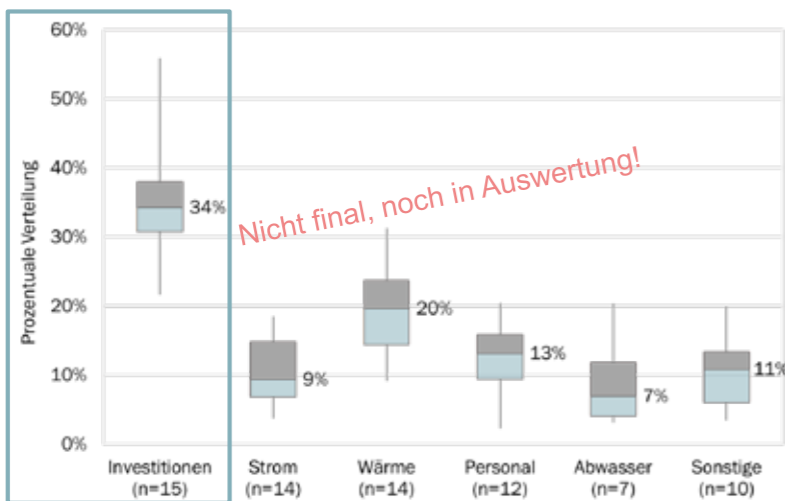 60%
50%
40%
30%
20%
10%
0%
Prozentuale Verteilung
Nicht final, noch in Auswertung!
34%
9%
20%
13%
7%
11%
Investitionen
(n=15)
Strom
(n=14)
Wärme
(n=14)
Personal
(n=12)
Abwasser
(n=7)
Sonstige
(n=10)